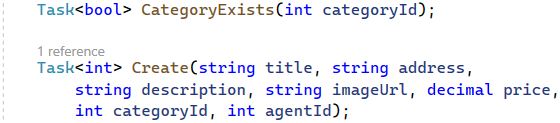 Task<bool> CategoryExists(int categoryId);
1 reference
Task<int> Create(string title, string address,
string description, string imageUrl, decimal price,
int categoryId, int agentId);